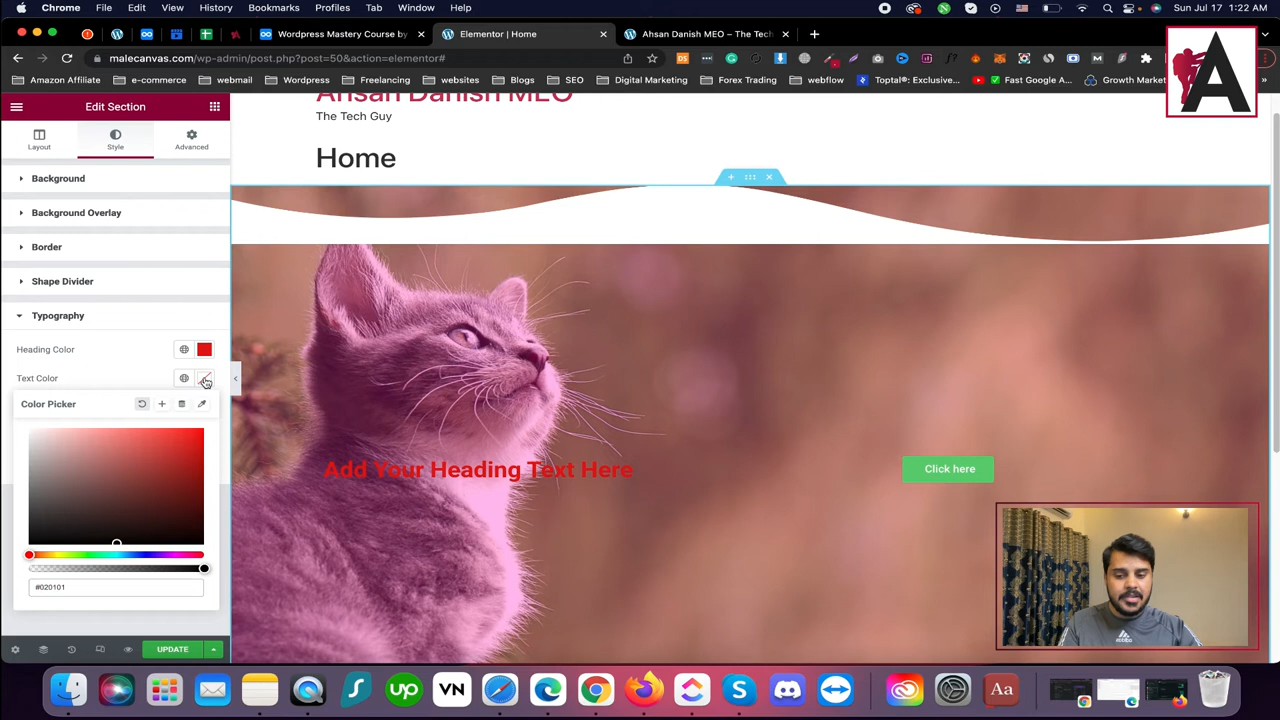 Chrome File Edit View History Bookmarks Profiles Tab Window Help Sun Jul 17 1:22 AM
Wordpress Mastery Course by Elementor | Home Ahsan Danish MEO – The Tech
malecanvas.com/wp-admin/post.php?post=50&action=elementor#
Amazon Affiliate e-commerce webmail Wordpress Freelancing websites Blogs SEO Digital Marketing Forex Trading webflow Toptal®: Exclusive... Fast Google A... Growth Market
A
Edit Section
Layout Style Advanced
Background
Background Overlay
Border
Shape Divider
Typography
Heading Color
Text Color
Color Picker
#020101
UPDATE
Ahsan Danish MEO
The Tech Guy
Home
Add Your Heading Text Here
Click here
adidas
up VN Aa